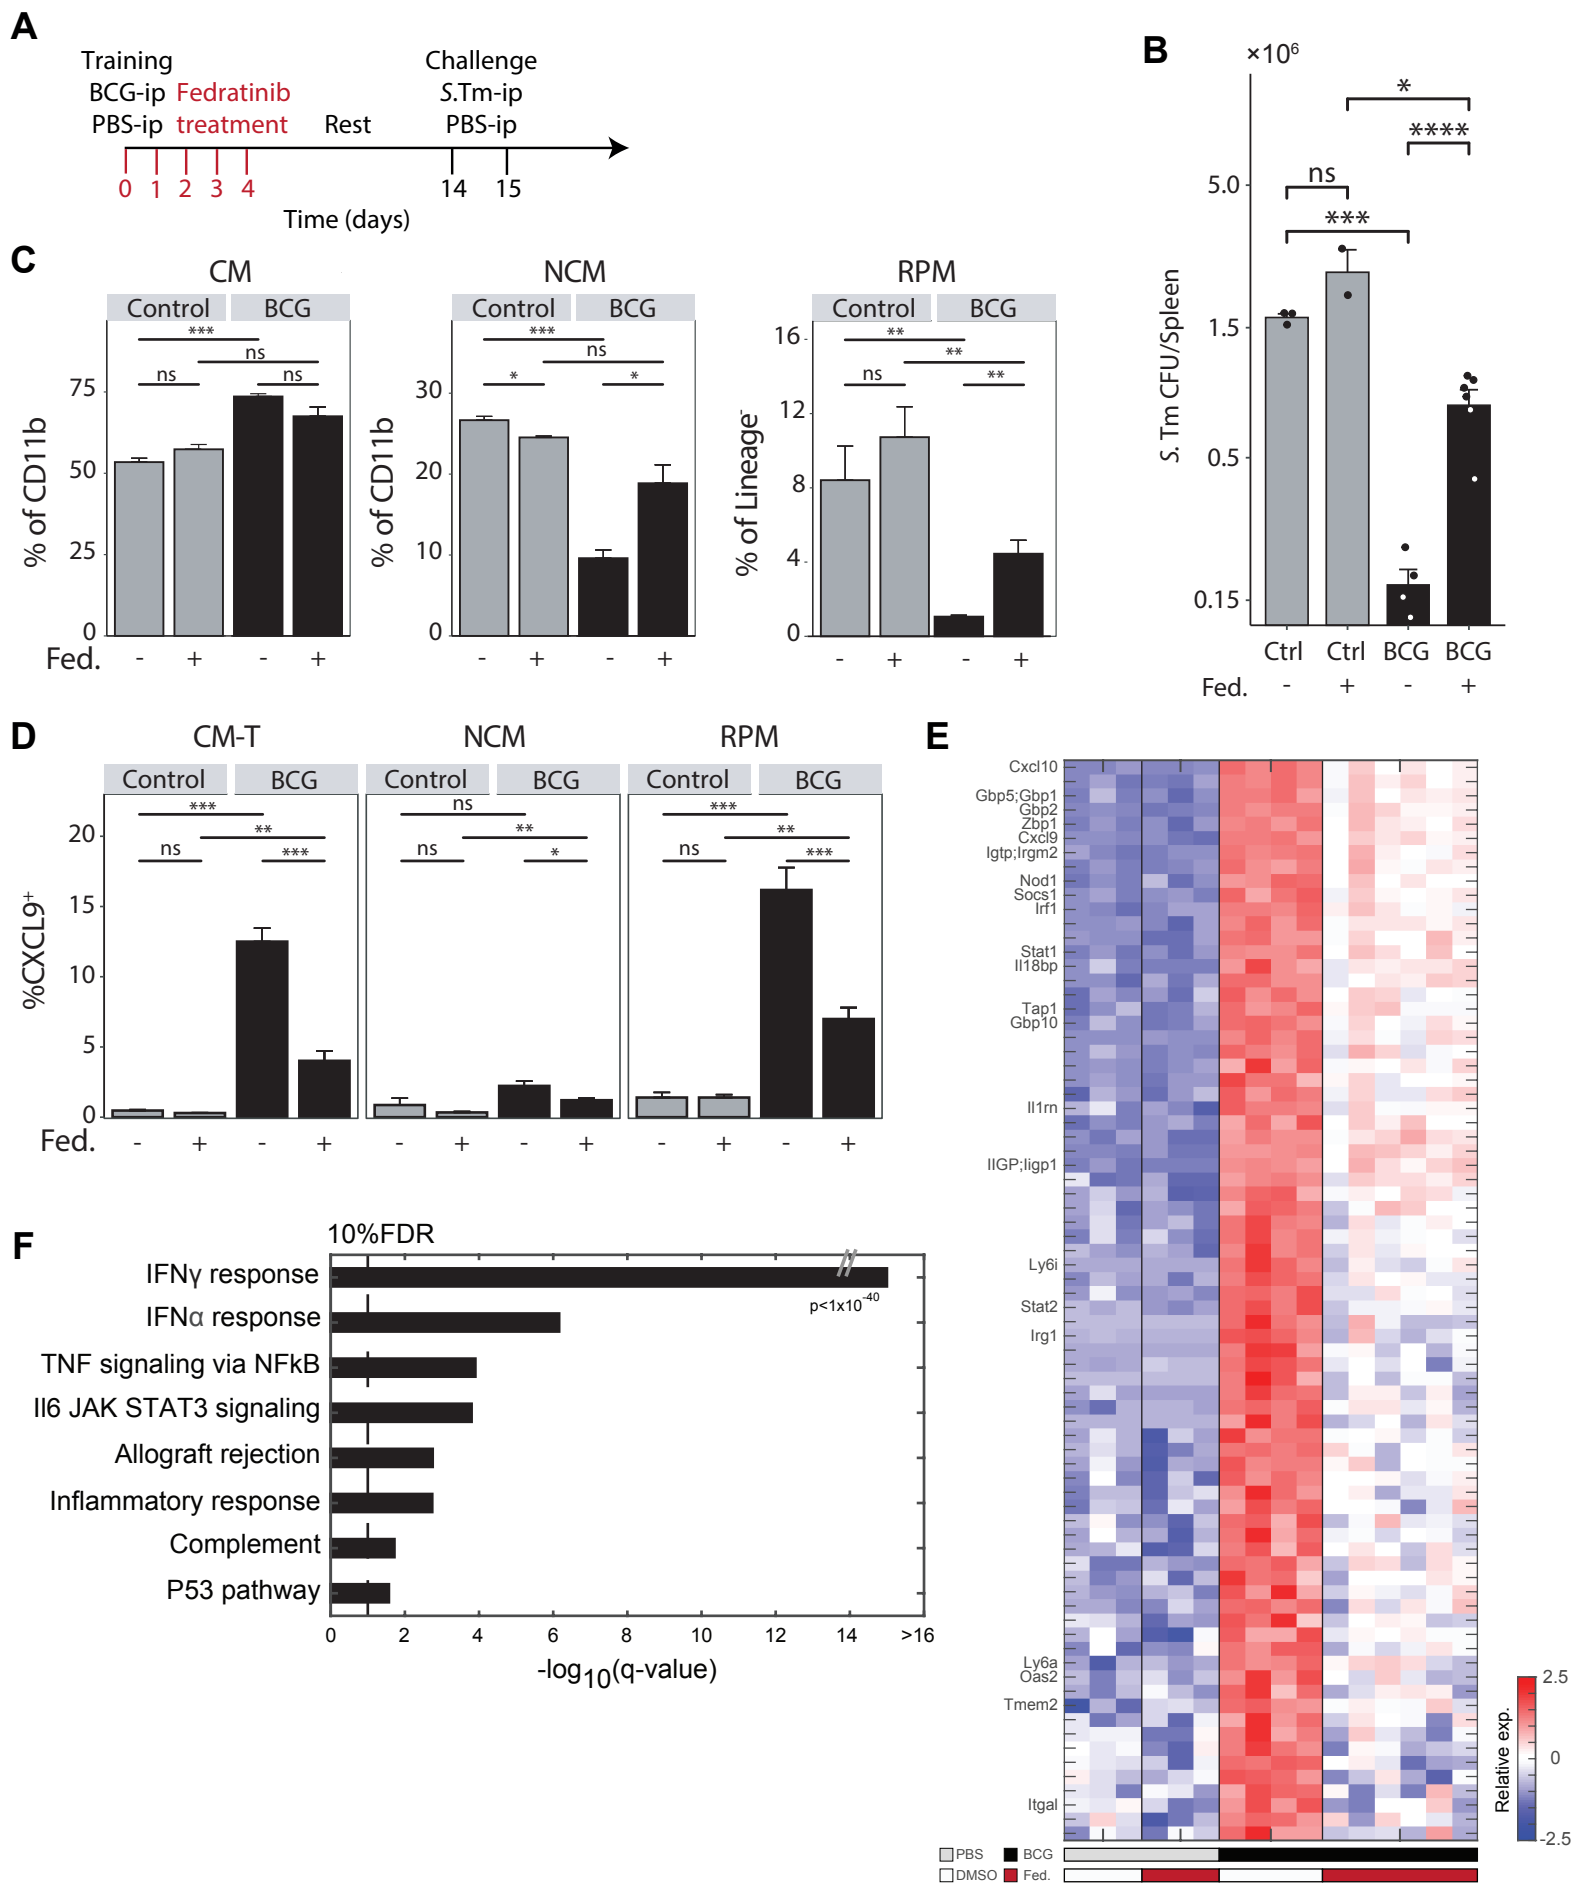 A
Training
BCG-ip
PBS-ip
Fedratinib
treatment
Rest
Challenge
S.Tm-ip
PBS-ip
0 1 2 3 4 14 15
Time (days)
B
×10⁶
S. Tm CFU/Spleen
5.0
1.5
0.5
0.15
*
****
ns
***
Ctrl Ctrl BCG BCG
Fed. - + - +
C
CM
Control BCG
***
ns
ns ns
% of CD11b
75
50
25
0
Fed. - + - +
NCM
Control BCG
***
ns
* *
% of CD11b
30
20
10
0
- + - +
RPM
Control BCG
**
**
ns **
% of Lineage⁻
16
12
8
4
0
- + - +
D
CM-T
Control BCG
***
**
ns ***
%CXCL9⁺
20
15
10
5
0
Fed. - + - +
NCM
Control BCG
ns
**
ns *
- + - +
RPM
Control BCG
***
**
ns ***
- + - +
E
Cxcl10
Gbp5;Gbp1
Gbp2
Zbp1
Cxcl9
Igtp;Irgm2
Nod1
Socs1
Irf1
Stat1
Il18bp
Tap1
Gbp10
Il1rn
IIGP;Iigp1
Ly6i
Stat2
Irg1
Ly6a
Oas2
Tmem2
Itgal
PBS BCG
DMSO Fed.
Relative exp.
2.5
0
-2.5
F
10%FDR
IFNγ response
p<1x10⁻⁴⁰
IFNα response
TNF signaling via NFkB
Il6 JAK STAT3 signaling
Allograft rejection
Inflammatory response
Complement
P53 pathway
0 2 4 6 8 10 12 14 >16
-log₁₀(q-value)